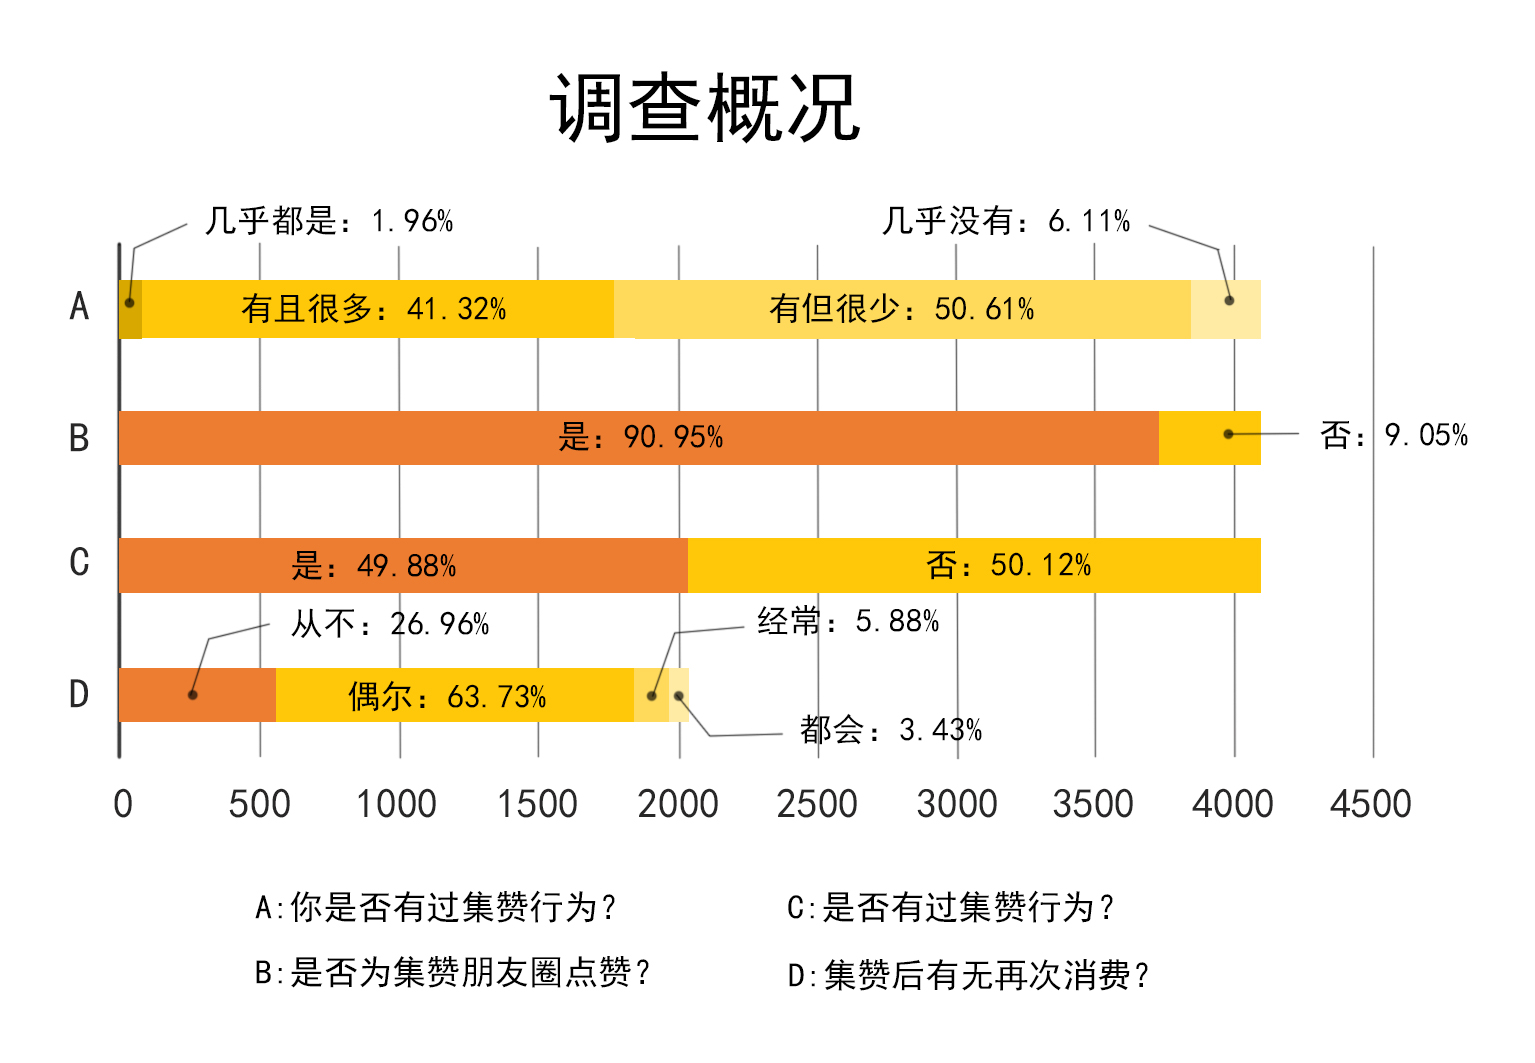 调查概况
几乎都是：1.96%
几乎没有：6.11%
A
有且很多：41.32%
有但很少：50.61%
B
是：90.95%
否：9.05%
C
是：49.88%
否：50.12%
从不：26.96%
经常：5.88%
D
偶尔：63.73%
都会：3.43%
0 500 1000 1500 2000 2500 3000 3500 4000 4500
A:你是否有过集赞行为?
C:是否有过集赞行为?
B:是否为集赞朋友圈点赞?
D:集赞后有无再次消费?